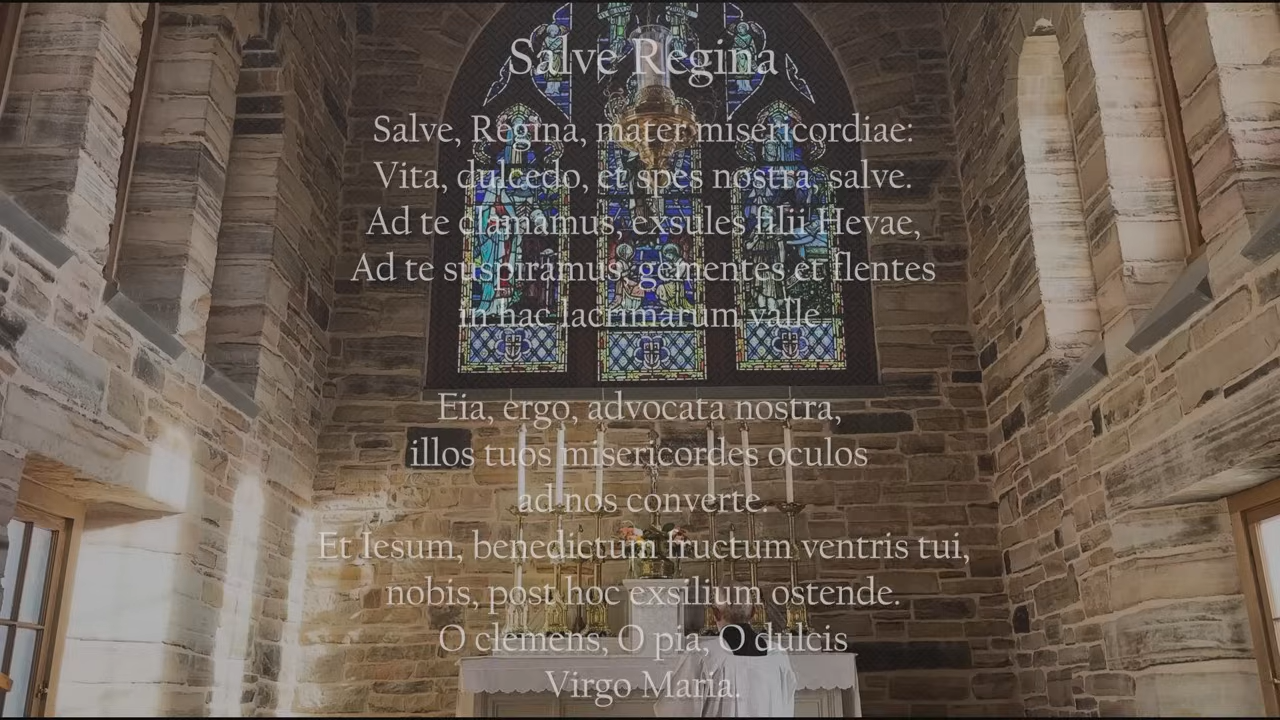 Salve Regina
Salve, Regina, mater misericordiae:
Vita, dulcedo, et spes nostra, salve.
Ad te clamamus, exsules filii Hevae,
Ad te suspiramus, gementes et flentes
in hac lacrimarum valle
Eia, ergo, advocata nostra,
illos tuos misericordes oculos
ad nos converte.
Et Iesum, benedictum fructum ventris tui,
nobis, post hoc exsilium ostende.
O clemens, O pia, O dulcis
Virgo Maria.